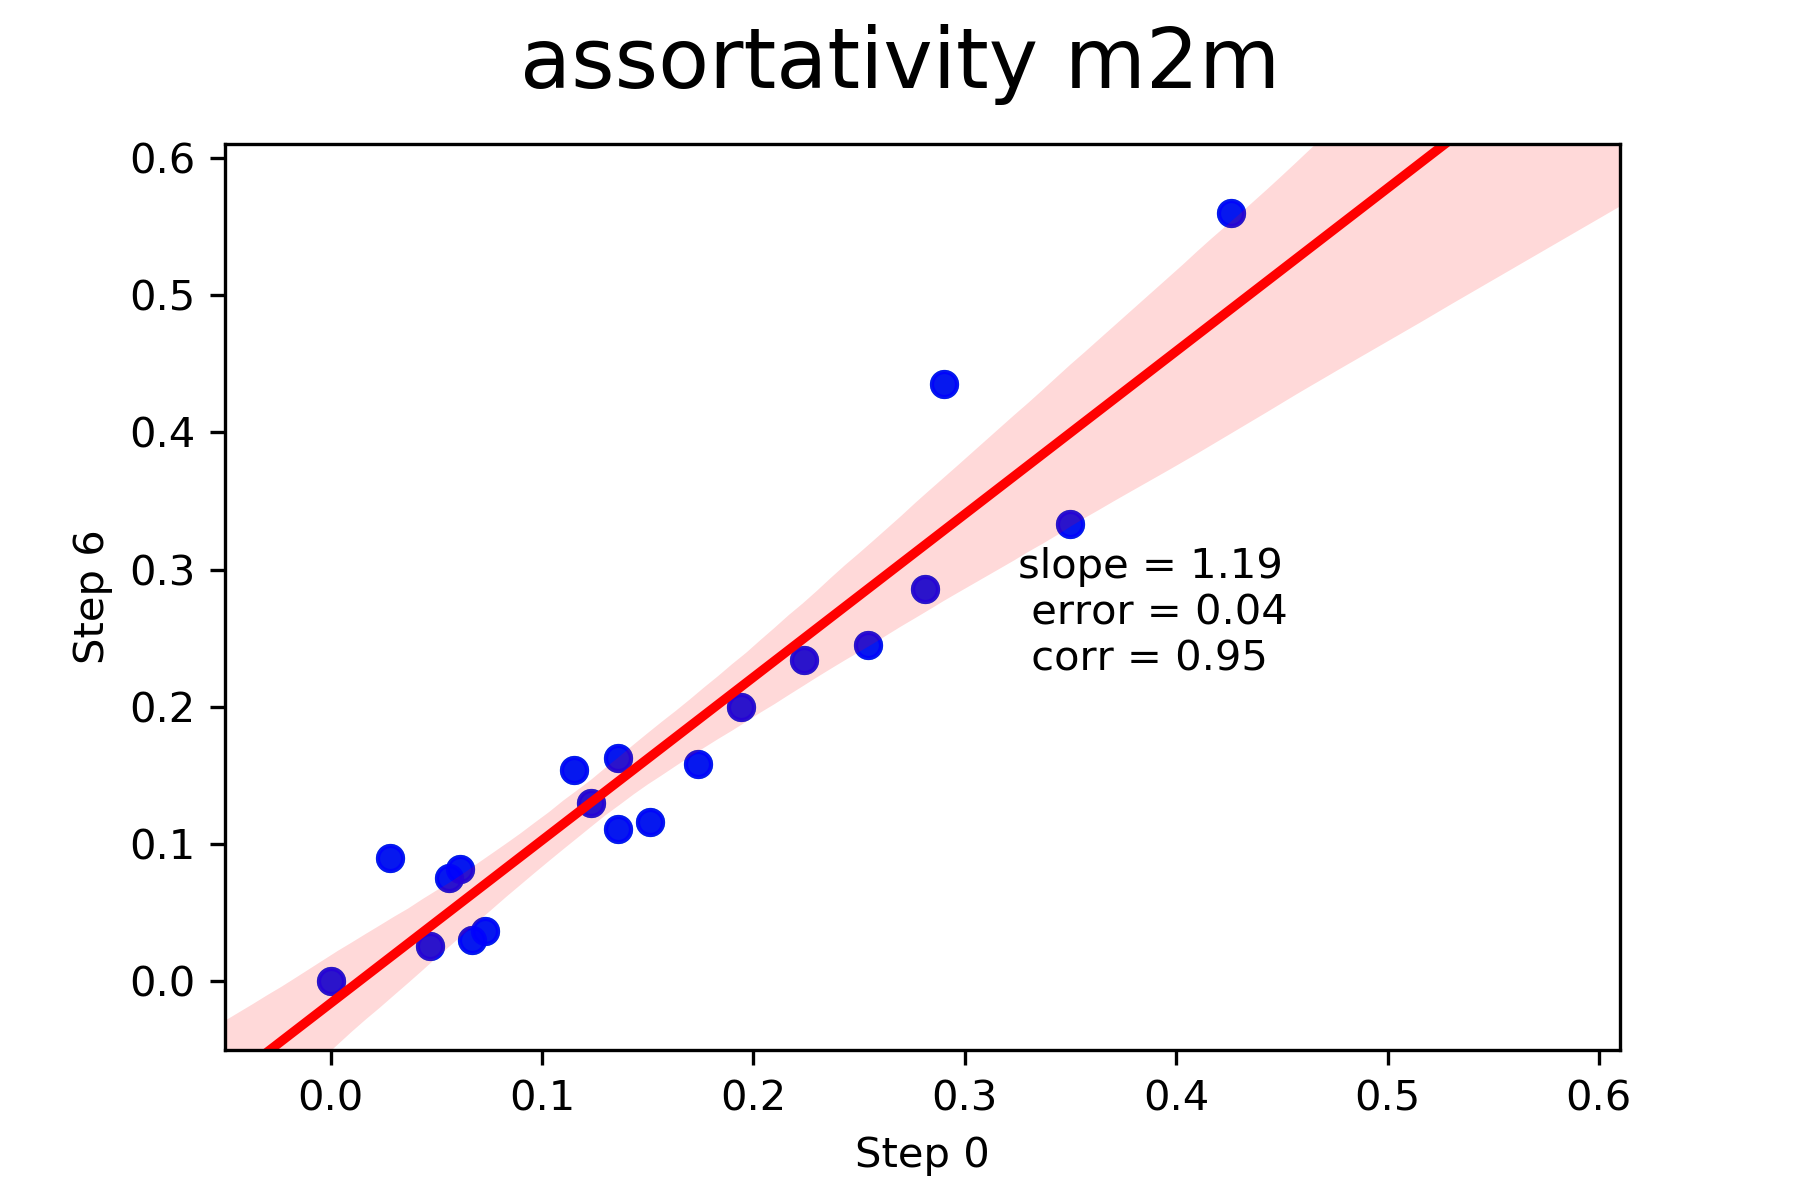 assortativity m2m
0.6
0.5
0.4
0.3
0.2
0.1
0.0
Step 6
slope = 1.19
error = 0.04
corr = 0.95
0.0 0.1 0.2 0.3 0.4 0.5 0.6
Step 0